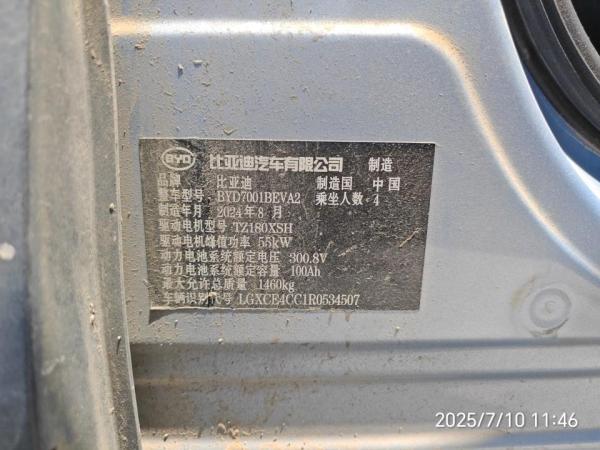 BYD 比亚迪汽车有限公司 制造
品牌 比亚迪 制造国 中国
整车型号 BYD7001BEVA2 乘坐人数 4
制造年月 2024年8月
驱动电机型号 TZ180XSH
驱动电机峰值功率 55kW
动力电池系统额定电压 300.8V
动力电池系统额定容量 100Ah
最大允许总质量 1460kg
车辆识别代号 LGXCE4CC1R0534507
2025/7/10 11:46